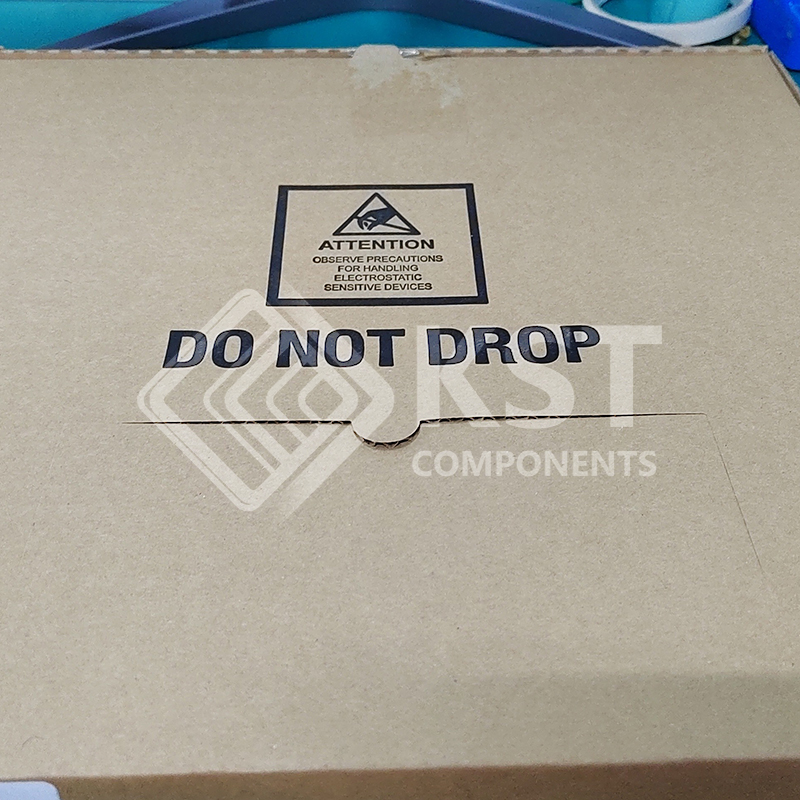 ATTENTION
OBSERVE PRECAUTIONS
FOR HANDLING
ELECTROSTATIC
SENSITIVE DEVICES
DO NOT DROP
RST
COMPONENTS